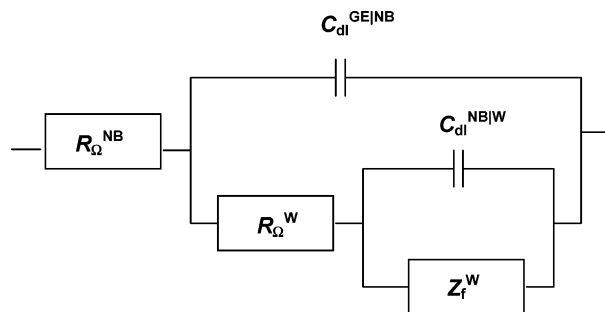 C_dl^GE|NB
C_dl^NB|W
R_Ω^NB
R_Ω^W
Z_f^W